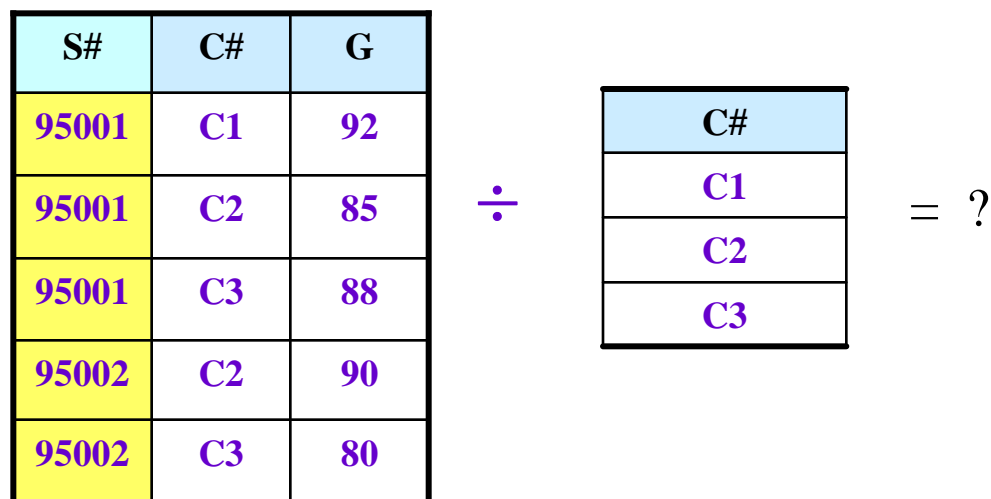 S# C# G
95001 C1 92
95001 C2 85
95001 C3 88
95002 C2 90
95002 C3 80
÷
C#
C1
C2
C3
= ?